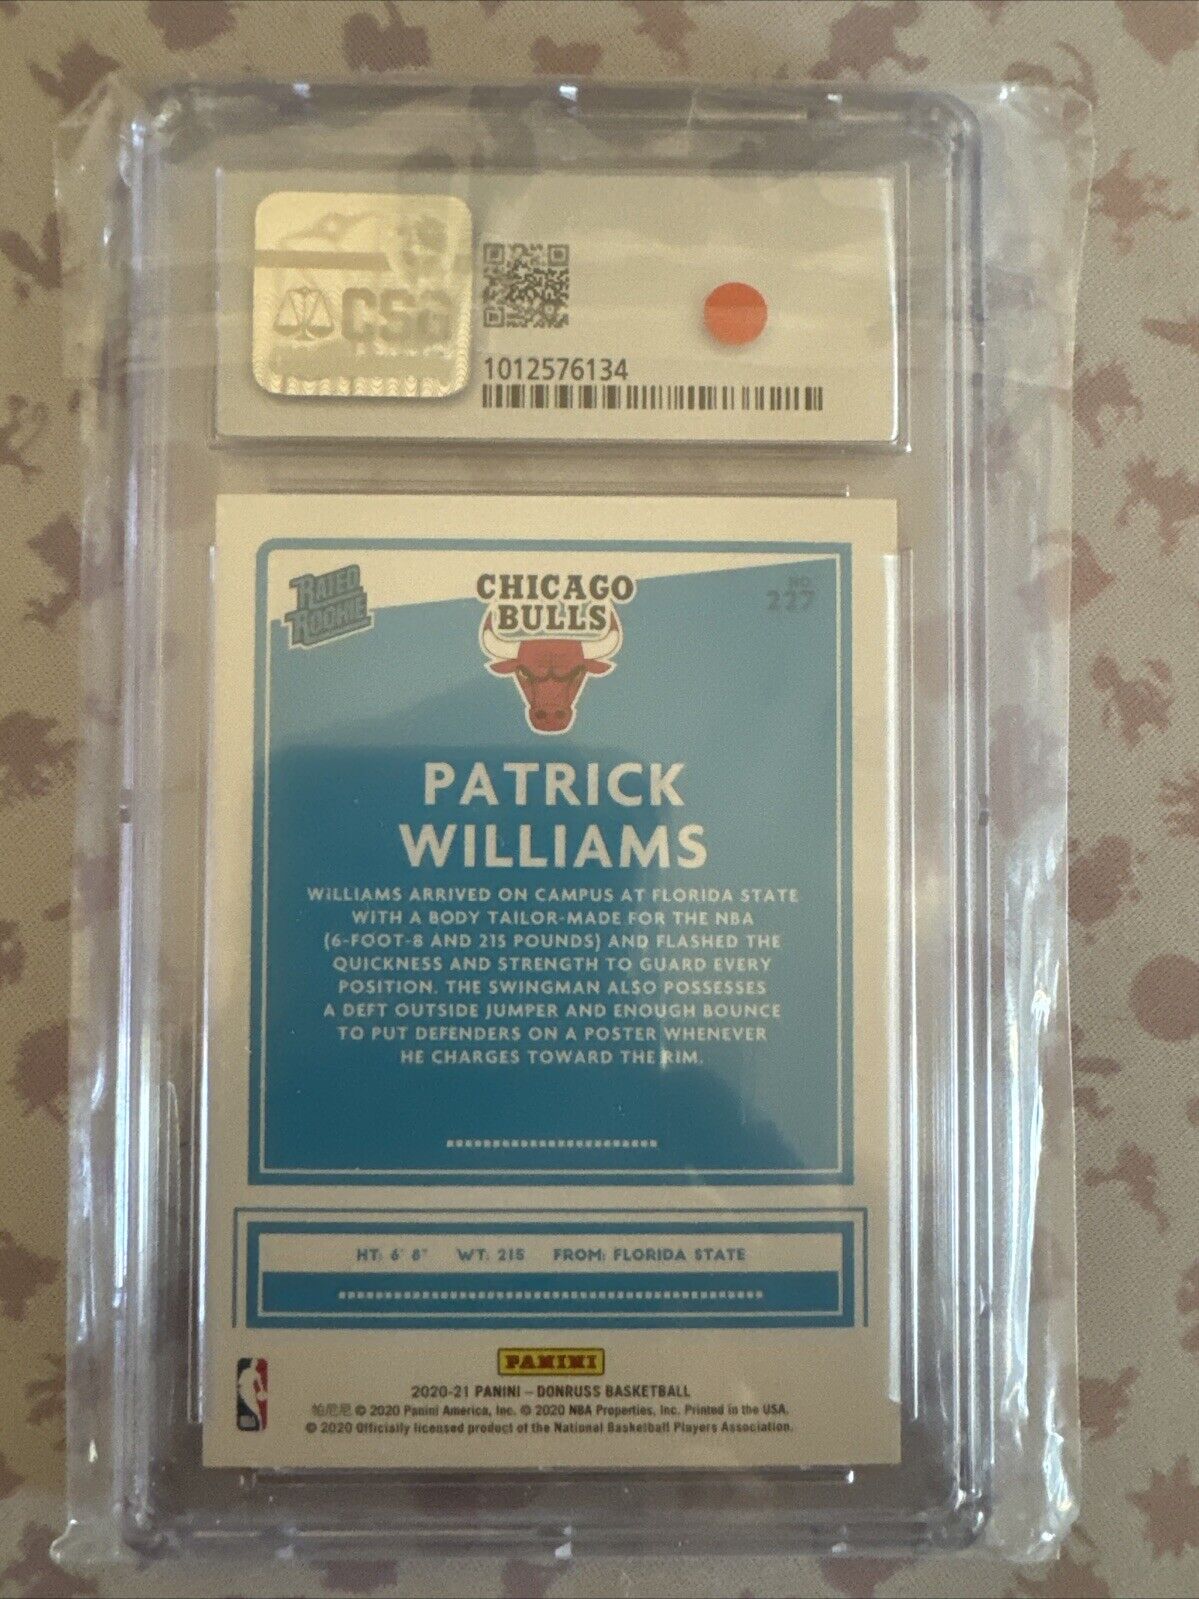 CSG
1012576134
RATED
ROOKIE
CHICAGO
BULLS
NO.
227
PATRICK
WILLIAMS
WILLIAMS ARRIVED ON CAMPUS AT FLORIDA STATE
WITH A BODY TAILOR-MADE FOR THE NBA
(6-FOOT-8 AND 215 POUNDS) AND FLASHED THE
QUICKNESS AND STRENGTH TO GUARD EVERY
POSITION. THE SWINGMAN ALSO POSSESSES
A DEFT OUTSIDE JUMPER AND ENOUGH BOUNCE
TO PUT DEFENDERS ON A POSTER WHENEVER
HE CHARGES TOWARD THE RIM.
HT: 6' 8" WT: 215 FROM: FLORIDA STATE
PANINI
2020-21 PANINI – DONRUSS BASKETBALL
帕尼尼 © 2020 Panini America, Inc. © 2020 NBA Properties, Inc. Printed in the USA.
© 2020 Officially licensed product of the National Basketball Players Association.